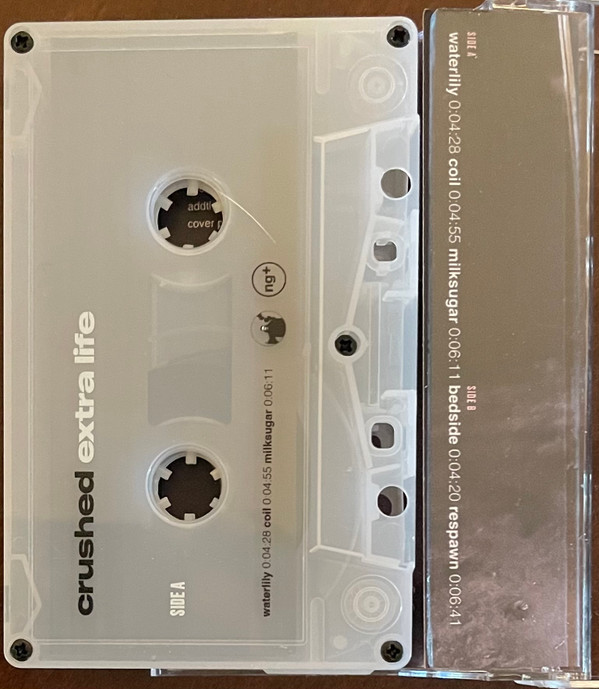 crushed extra life
SIDE A
addti
cover p
ng+
waterlily 0:04:28 coil 0:04:55 milksugar 0:06:11
SIDE A
SIDE B
waterlily 0:04:28 coil 0:04:55 milksugar 0:06:11 bedside 0:04:20 respawn 0:06:41